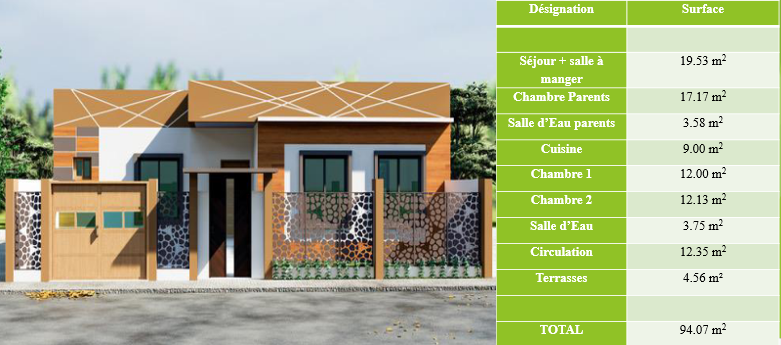 Désignation Surface
Séjour + salle à 19.53 m²
manger
Chambre Parents 17.17 m²
Salle d'Eau parents 3.58 m²
Cuisine 9.00 m²
Chambre 1 12.00 m²
Chambre 2 12.13 m²
Salle d'Eau 3.75 m²
Circulation 12.35 m²
Terrasses 4.56 m²
TOTAL 94.07 m²